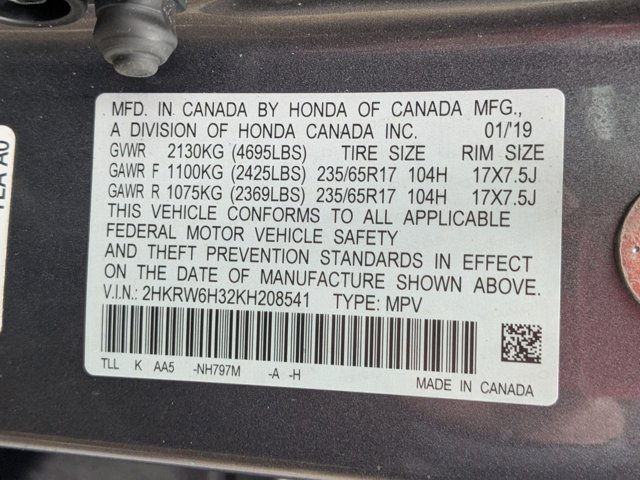 MFD. IN CANADA BY HONDA OF CANADA MFG.,
A DIVISION OF HONDA CANADA INC. 01/'19
GVWR 2130KG (4695LBS) TIRE SIZE RIM SIZE
GAWR F 1100KG (2425LBS) 235/65R17 104H 17X7.5J
GAWR R 1075KG (2369LBS) 235/65R17 104H 17X7.5J
THIS VEHICLE CONFORMS TO ALL APPLICABLE
FEDERAL MOTOR VEHICLE SAFETY
AND THEFT PREVENTION STANDARDS IN EFFECT
ON THE DATE OF MANUFACTURE SHOWN ABOVE.
V.I.N.: 2HKRW6H32KH208541 TYPE: MPV
TLL K AA5 -NH797M -A -H
MADE IN CANADA